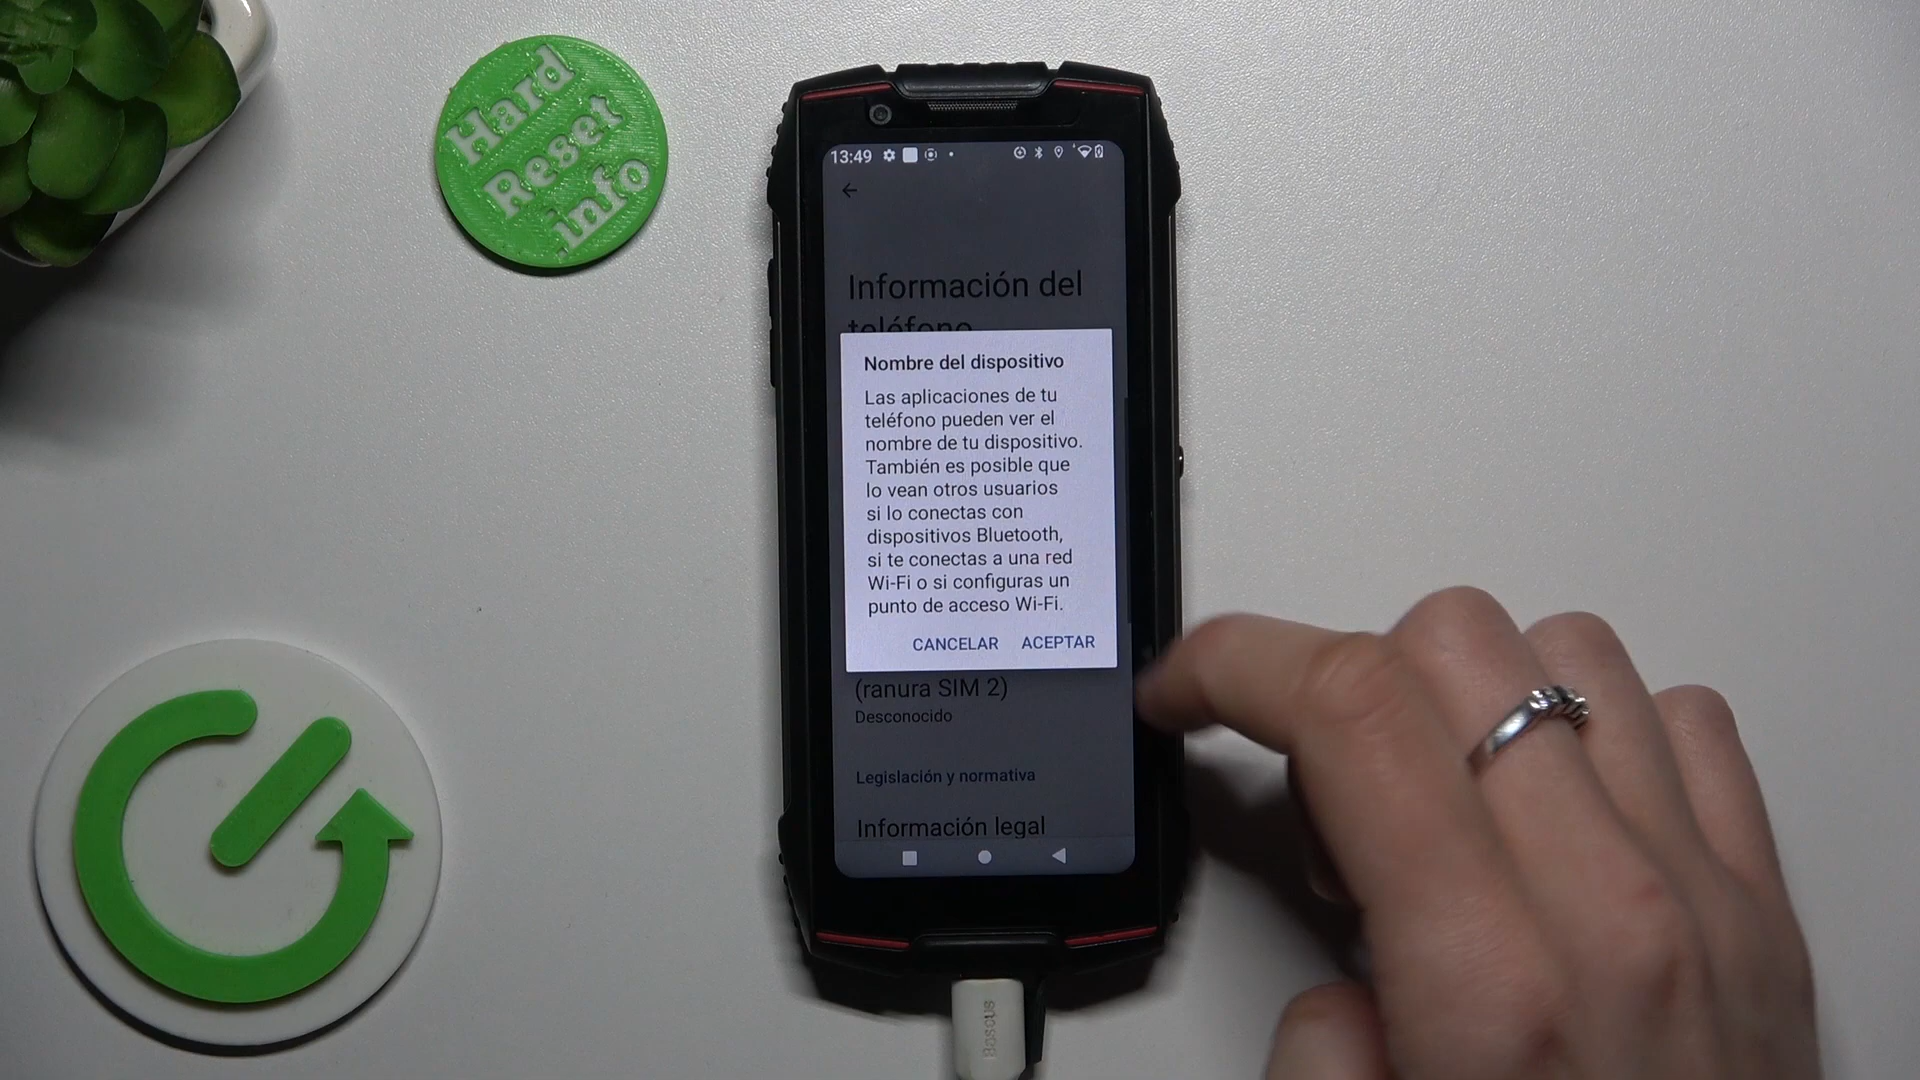 Hard
Reset
.info
13:49
Información del
teléfono
Nombre del dispositivo
Las aplicaciones de tu
teléfono pueden ver el
nombre de tu dispositivo.
También es posible que
lo vean otros usuarios
si lo conectas con
dispositivos Bluetooth,
si te conectas a una red
Wi-Fi o si configuras un
punto de acceso Wi-Fi.
CANCELAR ACEPTAR
(ranura SIM 2)
Desconocido
Legislación y normativa
Información legal
Baseus